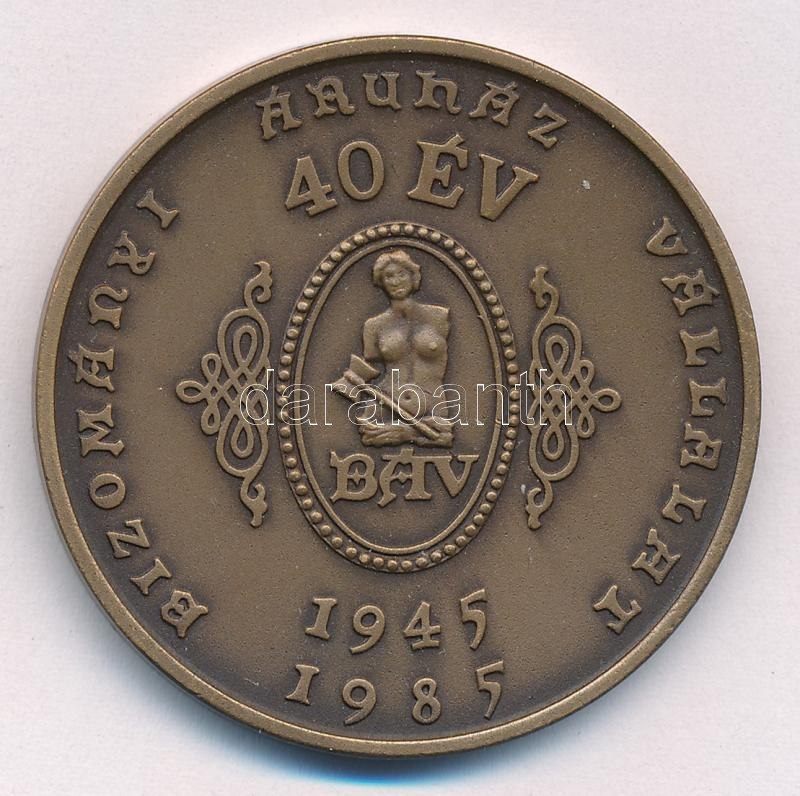 BIZOMÁNYI ÁRUHÁZ VÁLLALAT
40 ÉV
BÁV
1945
1985
darabanth